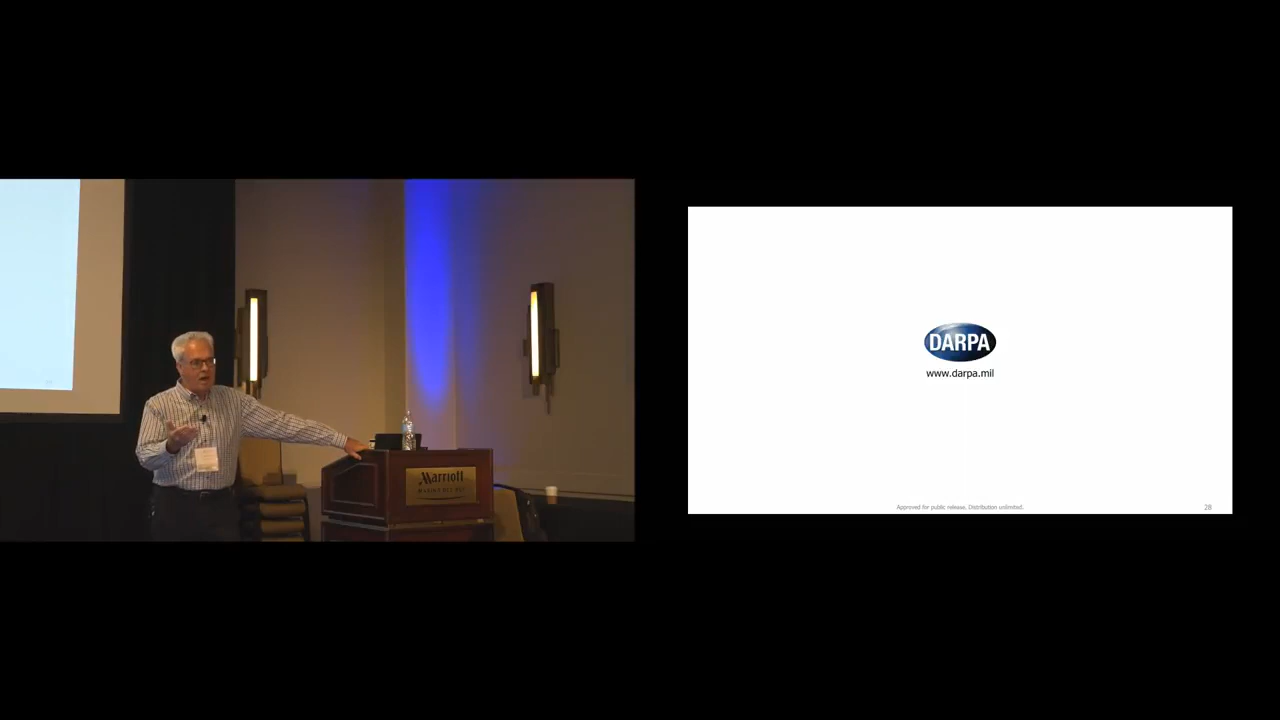 Marriott
DARPA
www.darpa.mil
Approved for public release. Distribution unlimited.
28